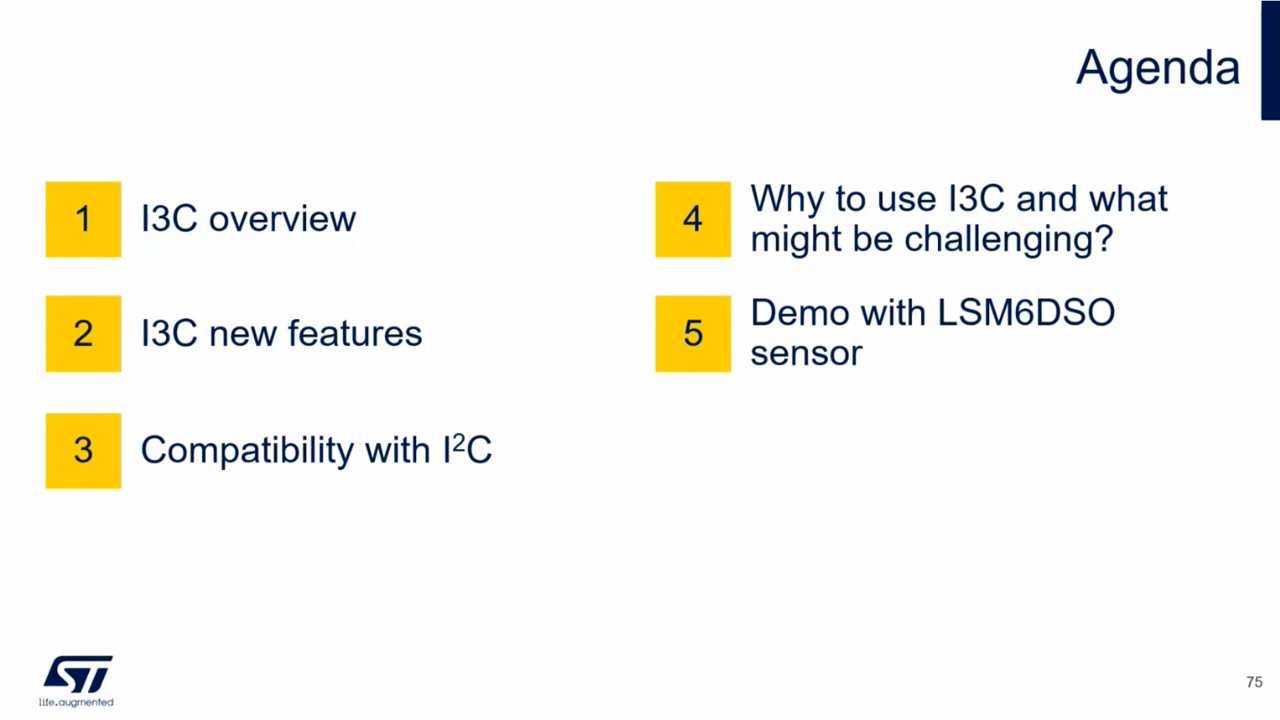 Agenda
1
I3C overview
2
I3C new features
3
Compatibility with I²C
4
Why to use I3C and what
might be challenging?
5
Demo with LSM6DSO
sensor
ST
life.augmented
75